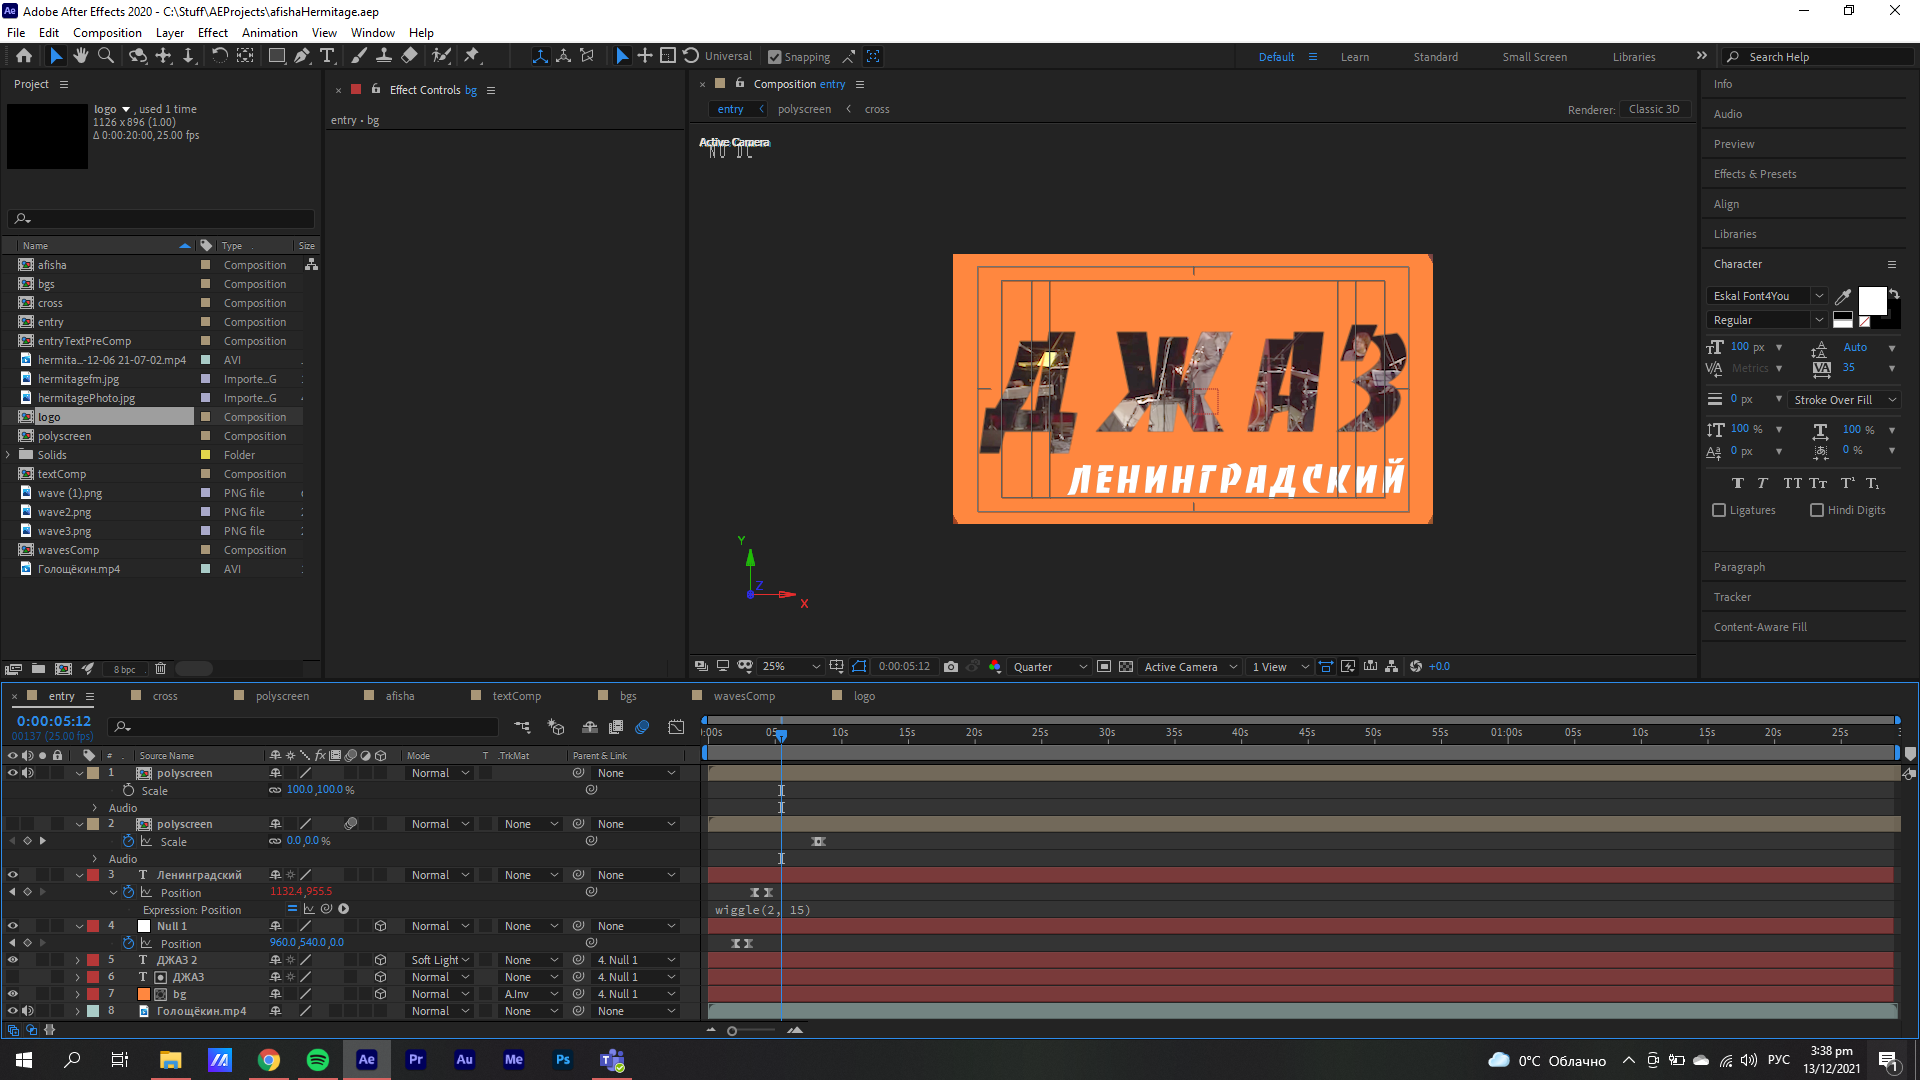 Adobe After Effects 2020 - C:\Stuff\AEProjects\afishaHermitage.aep
File Edit Composition Layer Effect Animation View Window Help
Universal Snapping Default Learn Standard Small Screen Libraries Search Help
Project
logo , used 1 time
1126 x 896 (1.00)
Δ 0:00:20:00, 25.00 fps
Name Type Size
afisha Composition
bgs Composition
cross Composition
entry Composition
entryTextPreComp Composition
hermita...-12-06 21-07-02.mp4 AVI
hermitagefm.jpg Importe...G
hermitagePhoto.jpg Importe...G
logo Composition
polyscreen Composition
Solids Folder
textComp Composition
wave (1).png PNG file
wave2.png PNG file
wave3.png PNG file
wavesComp Composition
Голощёкин.mp4 AVI
8 bpc
Effect Controls bg
entry • bg
Composition entry
entry polyscreen cross
Renderer: Classic 3D
Active Camera
ДЖАЗ
ЛЕНИНГРАДСКИЙ
Y
Z
X
25% 0:00:05:12 Quarter Active Camera 1 View +0.0
Info
Audio
Preview
Effects & Presets
Align
Libraries
Character
Eskal Font4You
Regular
100 px Auto
Metrics 35
0 px Stroke Over Fill
100 % 100 %
0 px 0 %
T T TT Tт T¹ T₁
Ligatures Hindi Digits
Paragraph
Tracker
Content-Aware Fill
entry cross polyscreen afisha textComp bgs wavesComp logo
0:00:05:12
00137 (25.00 fps)
:00s 05s 10s 15s 20s 25s 30s 35s 40s 45s 50s 55s 01:00s 05s 10s 15s 20s 25s
# Source Name Mode T .TrkMat Parent & Link
1 polyscreen Normal None
Scale 100.0,100.0 %
Audio
2 polyscreen Normal None None
Scale 0.0,0.0 %
Audio
3 T Ленинградский Normal None None
Position 1132.4,955.5
Expression: Position wiggle(2, 15)
4 Null 1 Normal None None
Position 960.0,540.0,0.0
5 T ДЖАЗ 2 Soft Light None 4. Null 1
6 T ДЖАЗ Normal None 4. Null 1
7 bg Normal A.Inv 4. Null 1
8 Голощёкин.mp4 Normal None None
Ae Pr Au Me Ps
0°C Облачно РУС
3:38 pm
13/12/2021
1